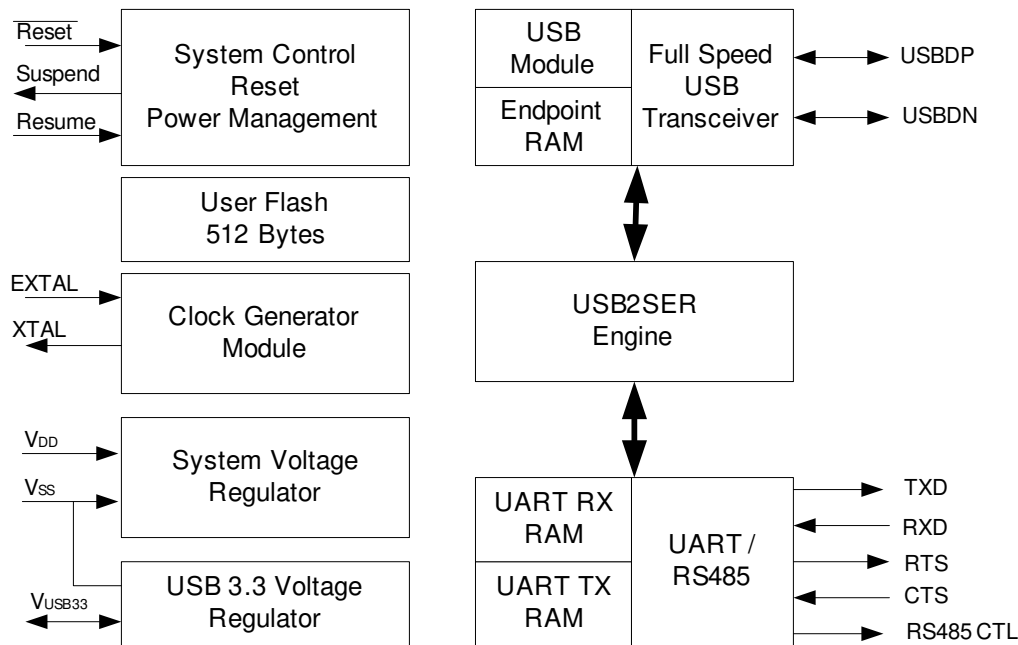 Reset
Suspend
Resume
System Control
Reset
Power Management
User Flash
512 Bytes
EXTAL
XTAL
Clock Generator
Module
VDD
VSS
System Voltage
Regulator
VUSB33
USB 3.3 Voltage
Regulator
USB
Module
Endpoint
RAM
Full Speed
USB
Transceiver
USBDP
USBDN
USB2SER
Engine
UART RX
RAM
UART TX
RAM
UART /
RS485
TXD
RXD
RTS
CTS
RS485 CTL